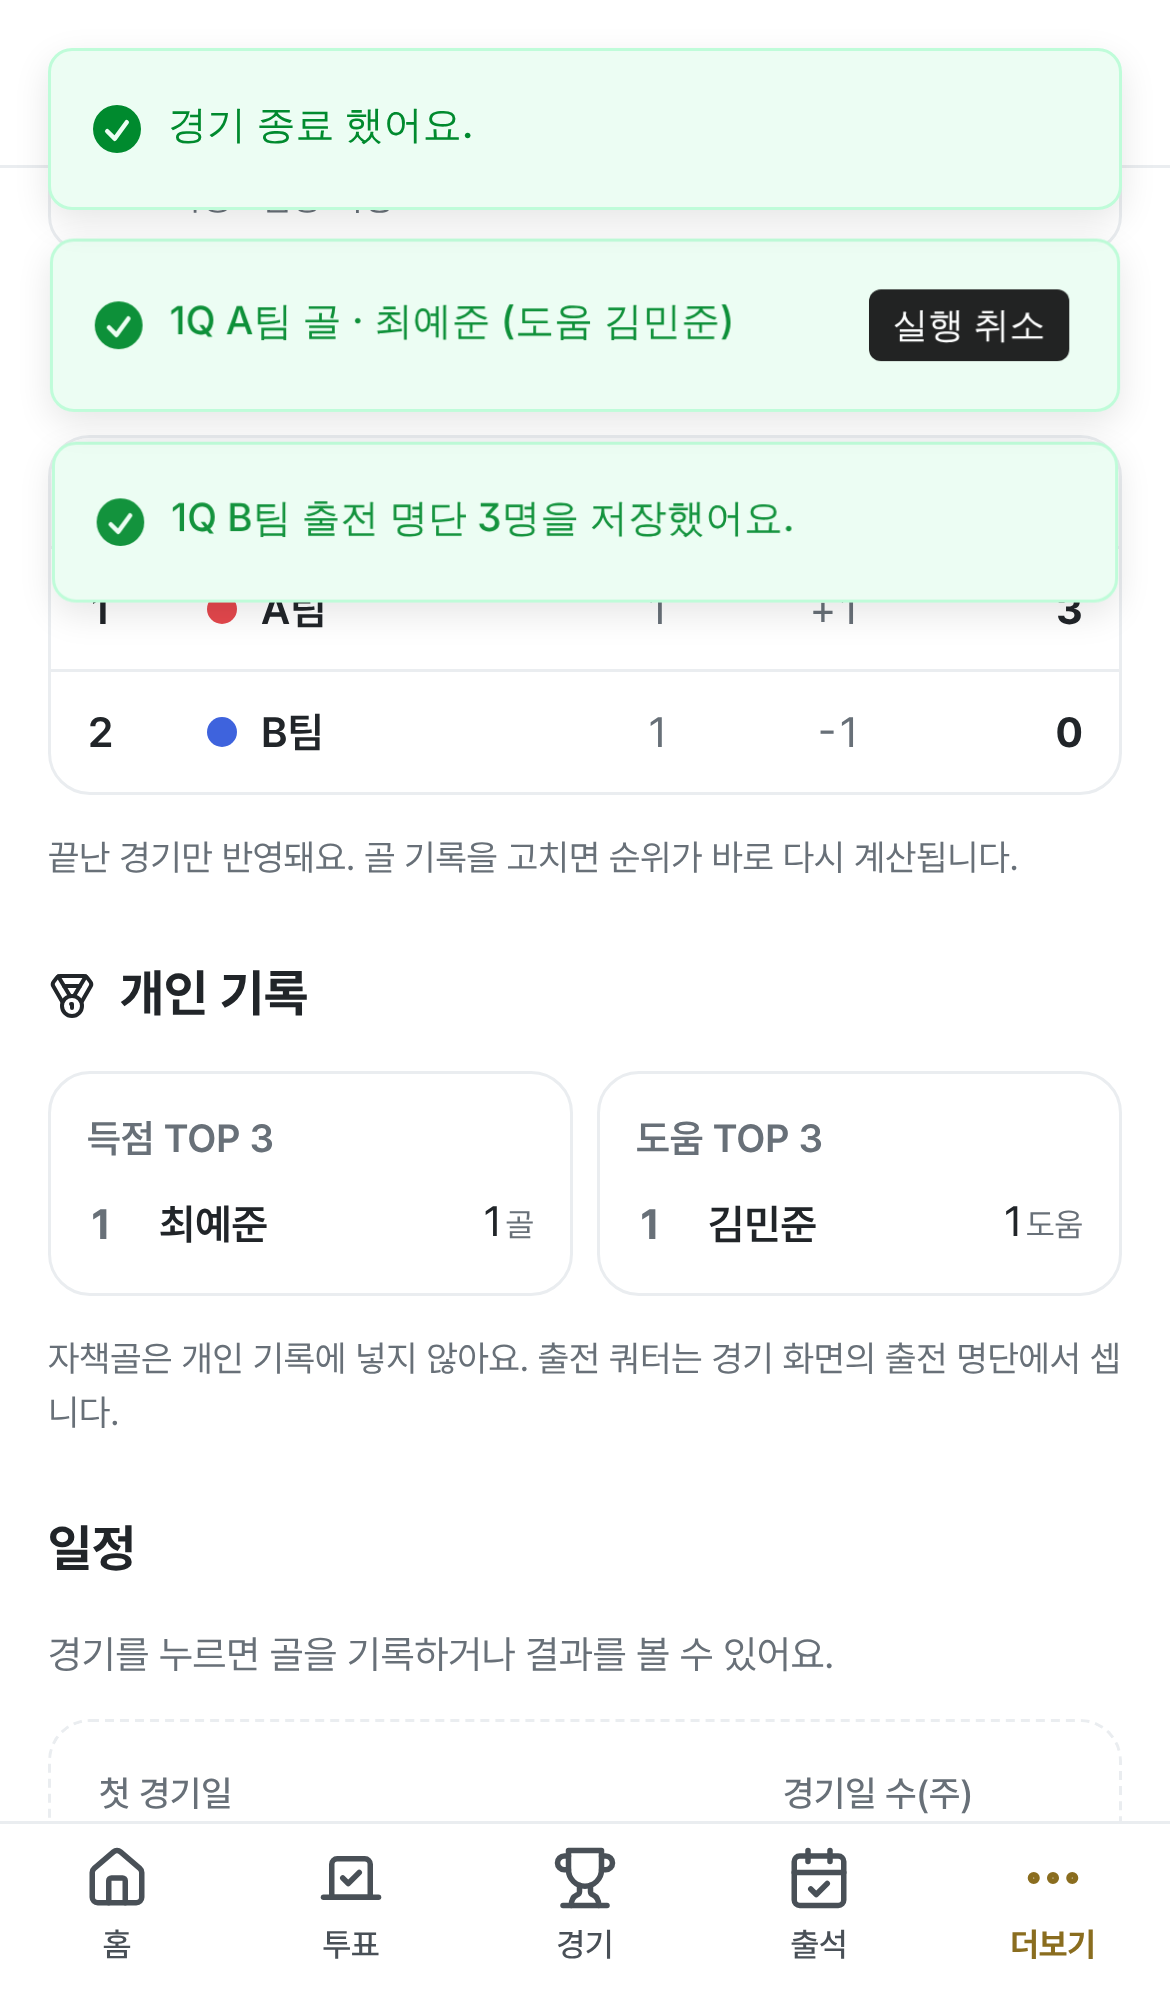 경기 종료 했어요.
1Q A팀 골 · 최예준 (도움 김민준)
실행 취소
1Q B팀 출전 명단 3명을 저장했어요.
1 A팀 1 +1 3
2 B팀 1 -1 0
끝난 경기만 반영돼요. 골 기록을 고치면 순위가 바로 다시 계산됩니다.
개인 기록
득점 TOP 3
1 최예준 1골
도움 TOP 3
1 김민준 1도움
자책골은 개인 기록에 넣지 않아요. 출전 쿼터는 경기 화면의 출전 명단에서 셉
니다.
일정
경기를 누르면 골을 기록하거나 결과를 볼 수 있어요.
첫 경기일
경기일 수(주)
홈
투표
경기
출석
더보기